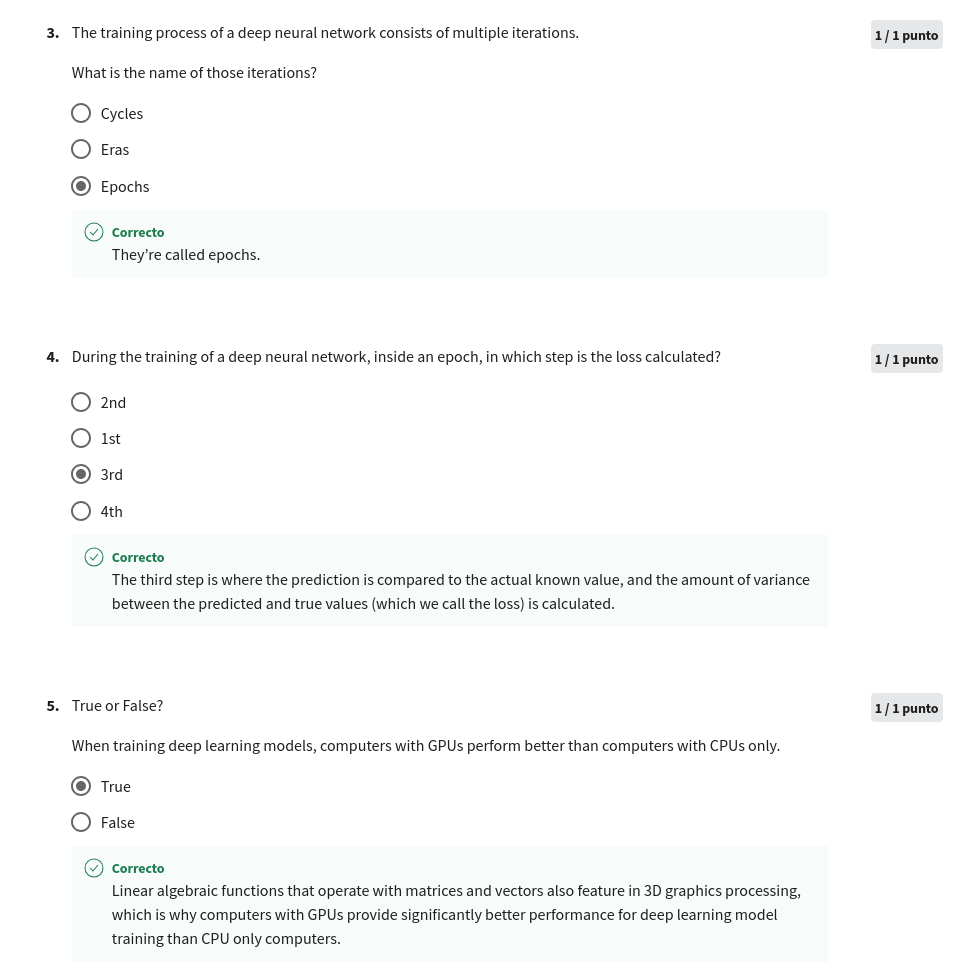 3. The training process of a deep neural network consists of multiple iterations.
1 / 1 punto
What is the name of those iterations?
Cycles
Eras
Epochs
Correcto
They’re called epochs.
4. During the training of a deep neural network, inside an epoch, in which step is the loss calculated?
1 / 1 punto
2nd
1st
3rd
4th
Correcto
The third step is where the prediction is compared to the actual known value, and the amount of variance
between the predicted and true values (which we call the loss) is calculated.
5. True or False?
1 / 1 punto
When training deep learning models, computers with GPUs perform better than computers with CPUs only.
True
False
Correcto
Linear algebraic functions that operate with matrices and vectors also feature in 3D graphics processing,
which is why computers with GPUs provide significantly better performance for deep learning model
training than CPU only computers.